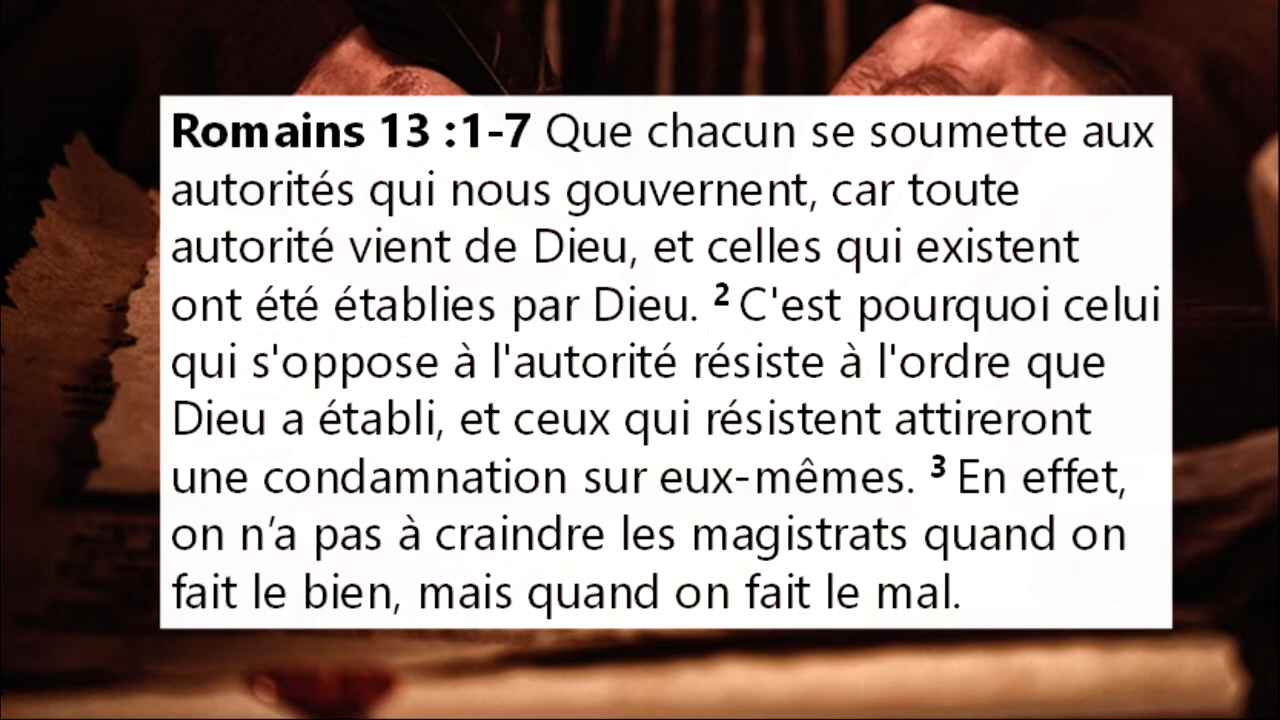 Romains 13 :1-7 Que chacun se soumette aux
autorités qui nous gouvernent, car toute
autorité vient de Dieu, et celles qui existent
ont été établies par Dieu. ² C'est pourquoi celui
qui s'oppose à l'autorité résiste à l'ordre que
Dieu a établi, et ceux qui résistent attireront
une condamnation sur eux-mêmes. ³ En effet,
on n’a pas à craindre les magistrats quand on
fait le bien, mais quand on fait le mal.